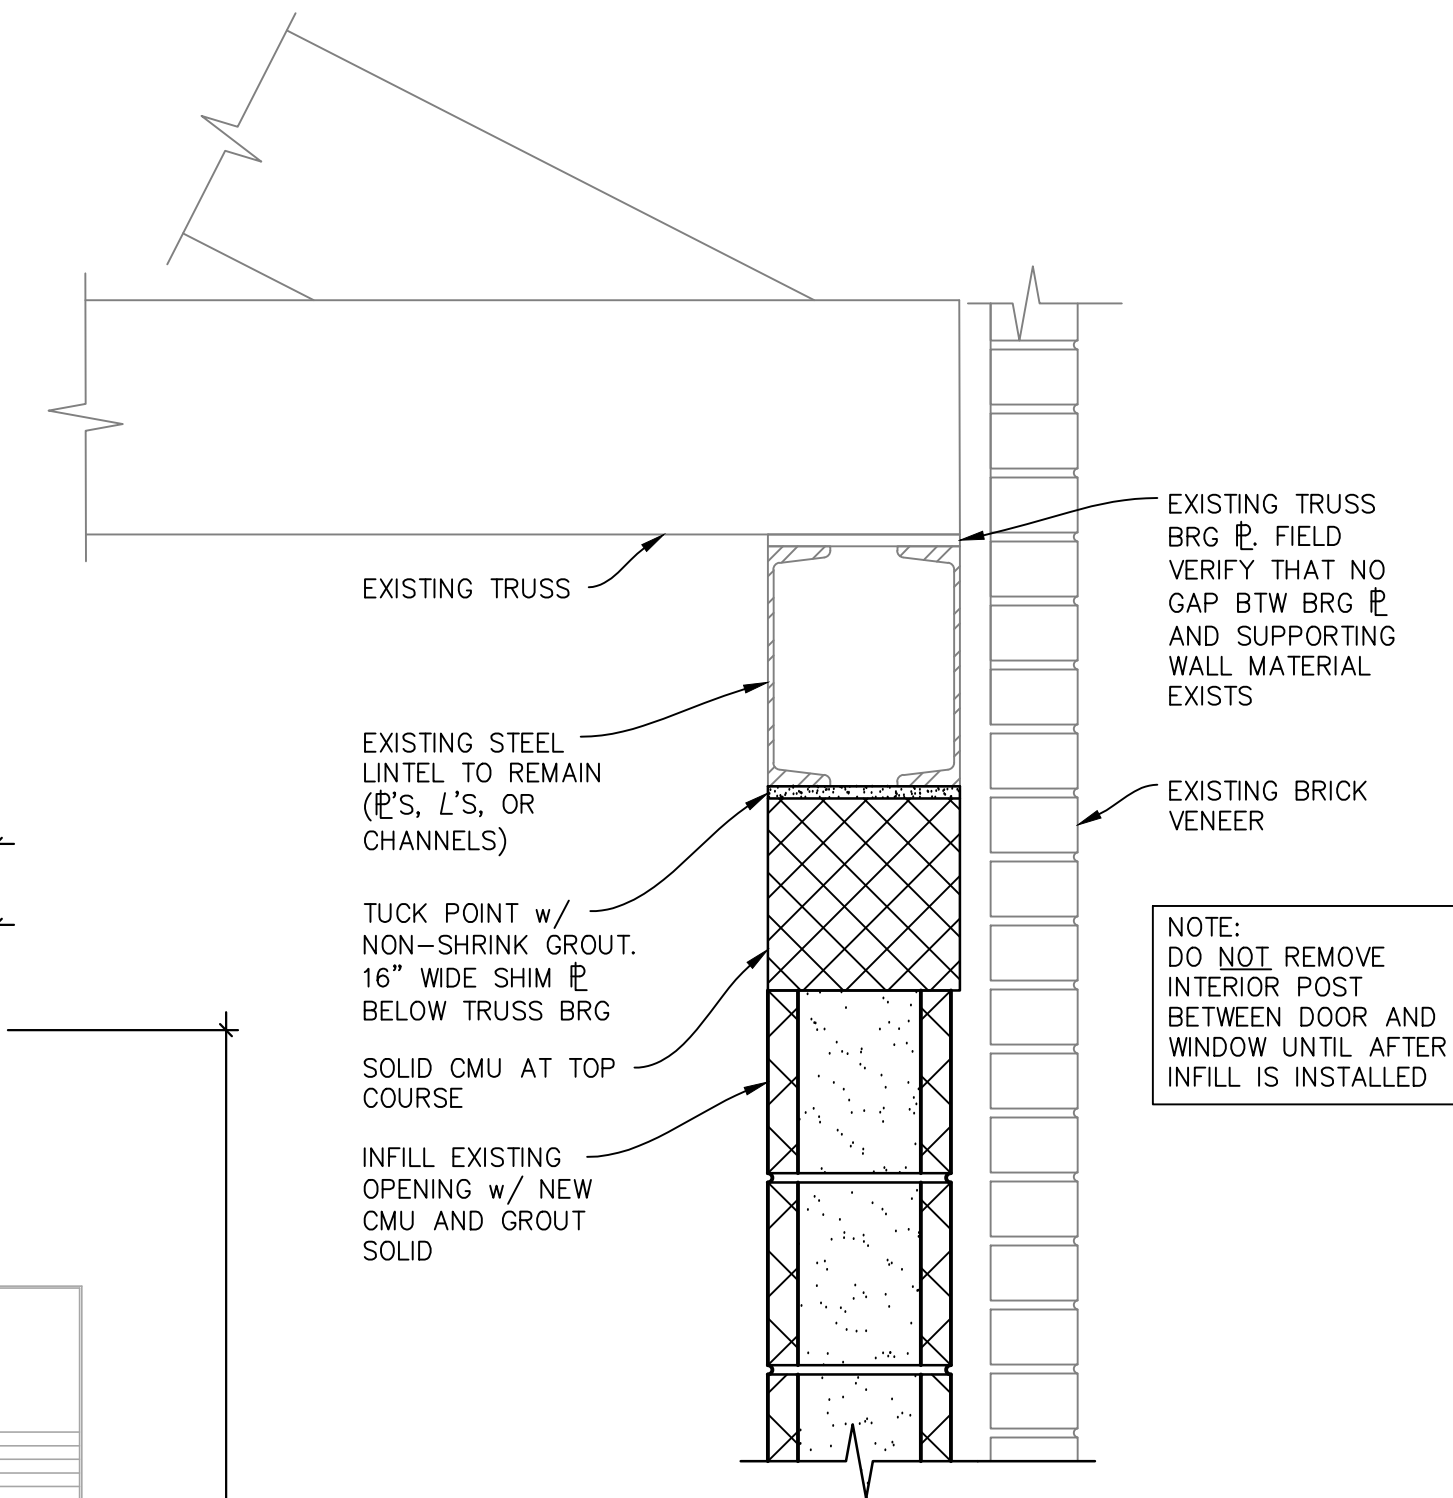 EXISTING TRUSS
EXISTING STEEL
LINTEL TO REMAIN
(℄'S, L'S, OR
CHANNELS)
TUCK POINT w/
NON-SHRINK GROUT.
16" WIDE SHIM PL
BELOW TRUSS BRG
SOLID CMU AT TOP
COURSE
INFILL EXISTING
OPENING w/ NEW
CMU AND GROUT
SOLID
EXISTING TRUSS
BRG PL. FIELD
VERIFY THAT NO
GAP BTW BRG PL
AND SUPPORTING
WALL MATERIAL
EXISTS
EXISTING BRICK
VENEER
NOTE:
DO NOT REMOVE
INTERIOR POST
BETWEEN DOOR AND
WINDOW UNTIL AFTER
INFILL IS INSTALLED